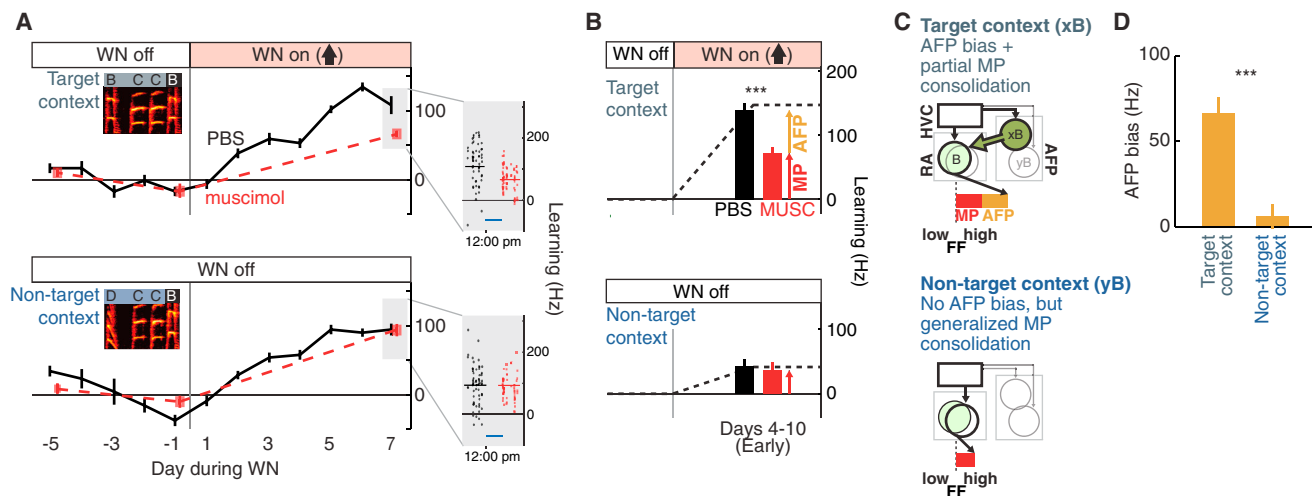 A
WN off
WN on (⬆)
Target
context
B C C B
PBS
muscimol
100
0
200
100
0
12:00 pm
Learning (Hz)
WN off
Non-target
context
D C C B
100
0
200
0
12:00 pm
-5 -3 -1 1 3 5 7
Day during WN
B
WN off
WN on (⬆)
Target
context
***
MP
AFP
PBS
MUSC
200
100
0
Learning (Hz)
WN off
Non-target
context
100
0
Days 4-10
(Early)
C
Target context (xB)
AFP bias +
partial MP
consolidation
HVC
RA
AFP
xB
yB
B
MP AFP
low high
FF
Non-target context (yB)
No AFP bias, but
generalized MP
consolidation
low high
FF
D
AFP bias (Hz)
100
50
0
***
Target
context
Non-target
context